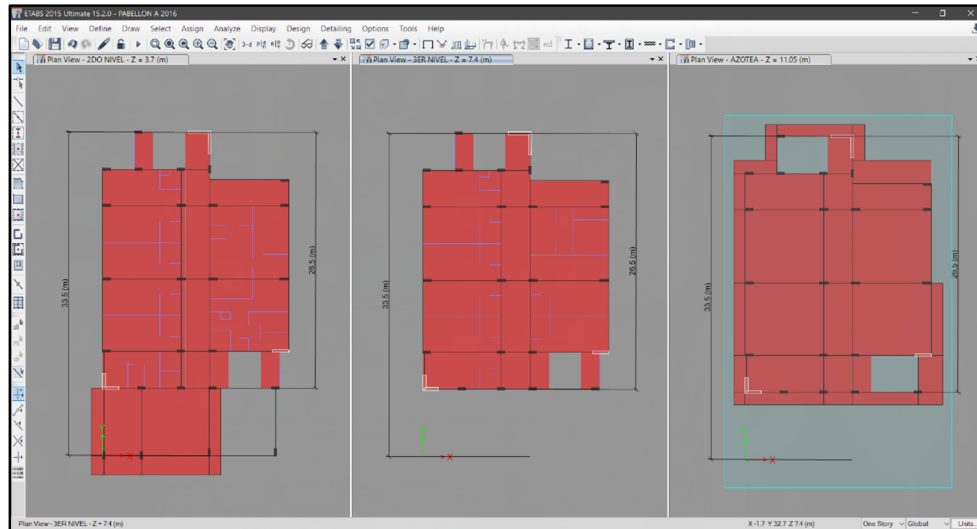 ETABS 2015 Ultimate 15.2.0 - PABELLON A 2016
File Edit View Define Draw Select Assign Analyze Display Design Detailing Options Tools Help
3-d
nd
Plan View - 2DO NIVEL - Z = 3.7 (m)
Plan View - 3ER NIVEL - Z = 7.4 (m)
Plan View - AZOTEA - Z = 11.05 (m)
33.5 (m)
26.5 (m)
Y
X
33.5 (m)
26.5 (m)
X
33.5 (m)
26.5 (m)
X
Plan View - 3ER NIVEL - Z = 7.4 (m)
X -1.7 Y 32.7 Z 7.4 (m)
One Story
Global
Units...